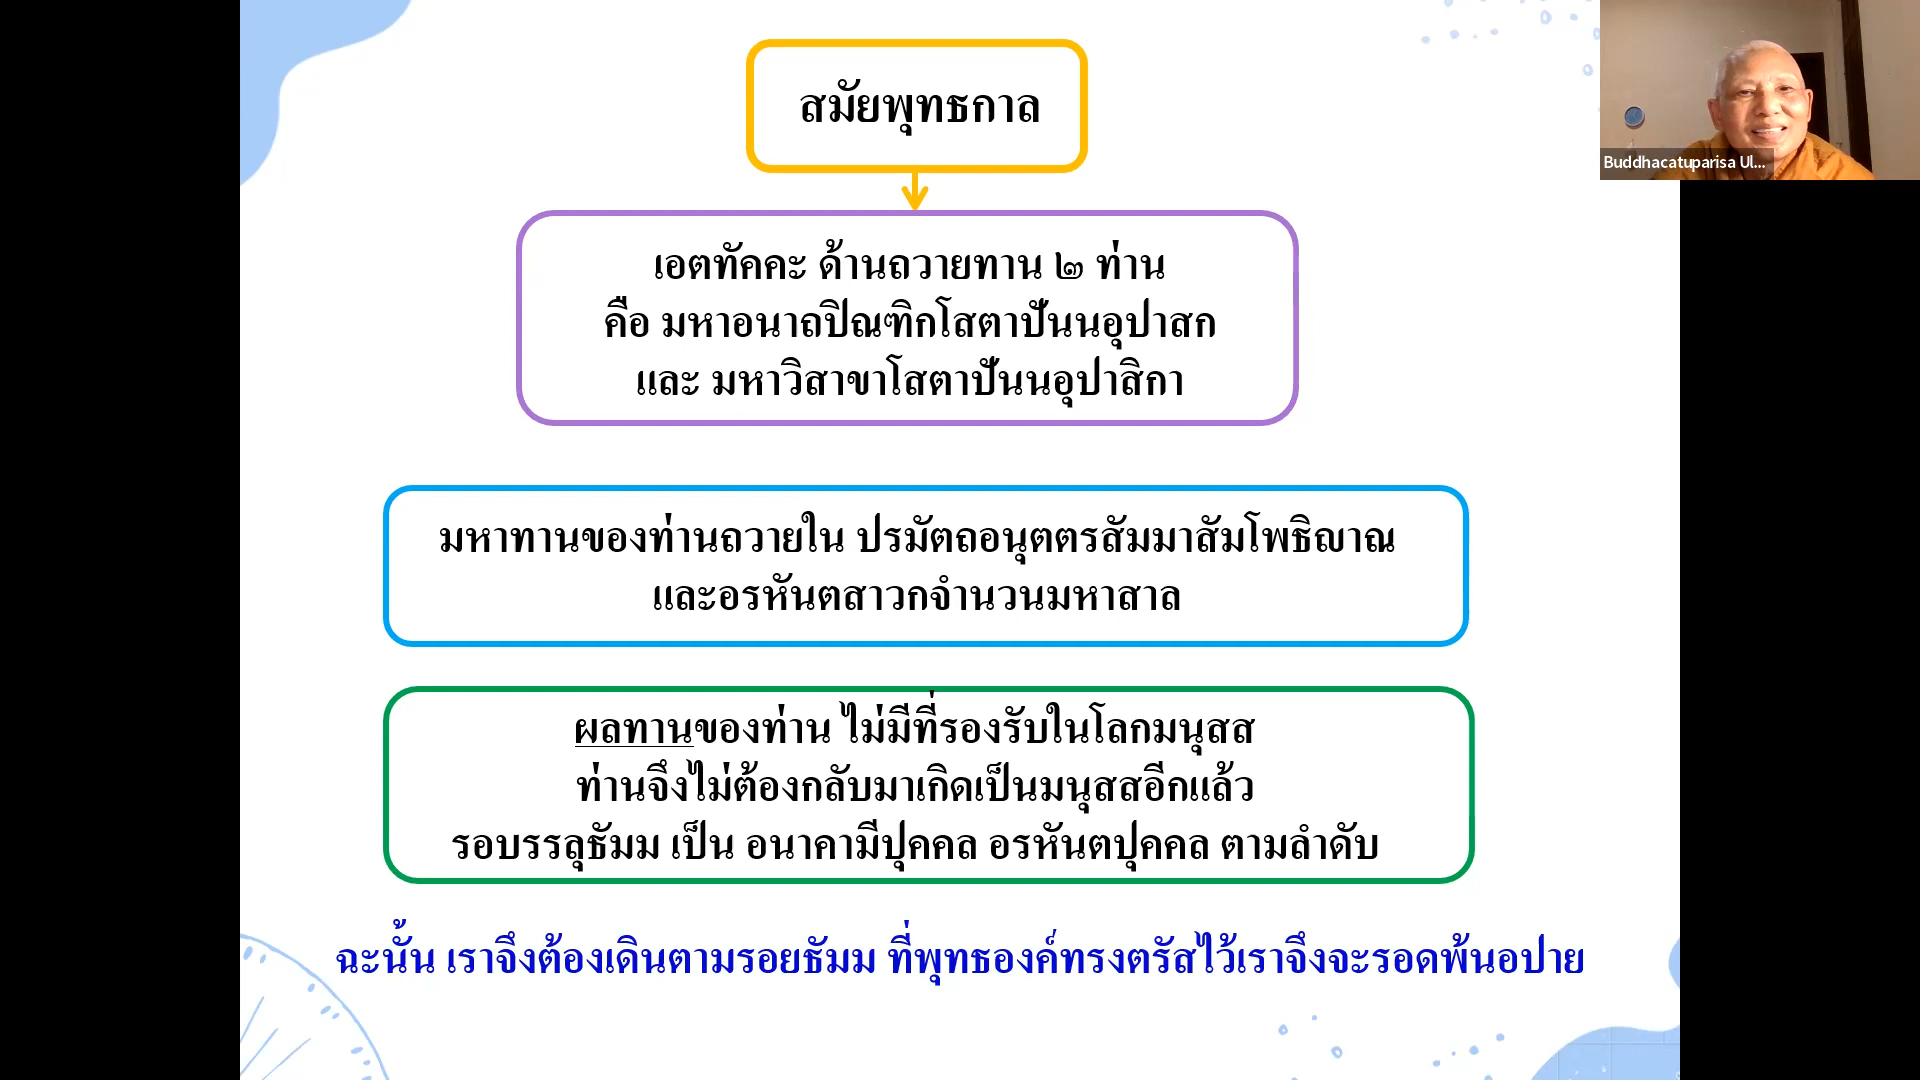 สมัยพุทธกาล
เอตทัคคะ ด้านถวายทาน ๒ ท่าน
คือ มหาอนาถปิณฑิกโสตาปันนอุปาสก
และ มหาวิสาขาโสตาปันนอุปาสิกา
มหาทานของท่านถวายใน ปรมัตถอนุตตรสัมมาสัมโพธิญาณ
และอรหันตสาวกจำนวนมหาสาล
ผลทานของท่าน ไม่มีที่รองรับในโลกมนุสส
ท่านจึงไม่ต้องกลับมาเกิดเป็นมนุสสอีกแล้ว
รอบรรลุธัมม เป็น อนาคามีปุคคล อรหันตปุคคล ตามลำดับ
ฉะนั้น เราจึงต้องเดินตามรอยธัมม ที่พุทธองค์ทรงตรัสไว้เราจึงจะรอดพ้นอปาย
Buddhacatuparisa Ul...